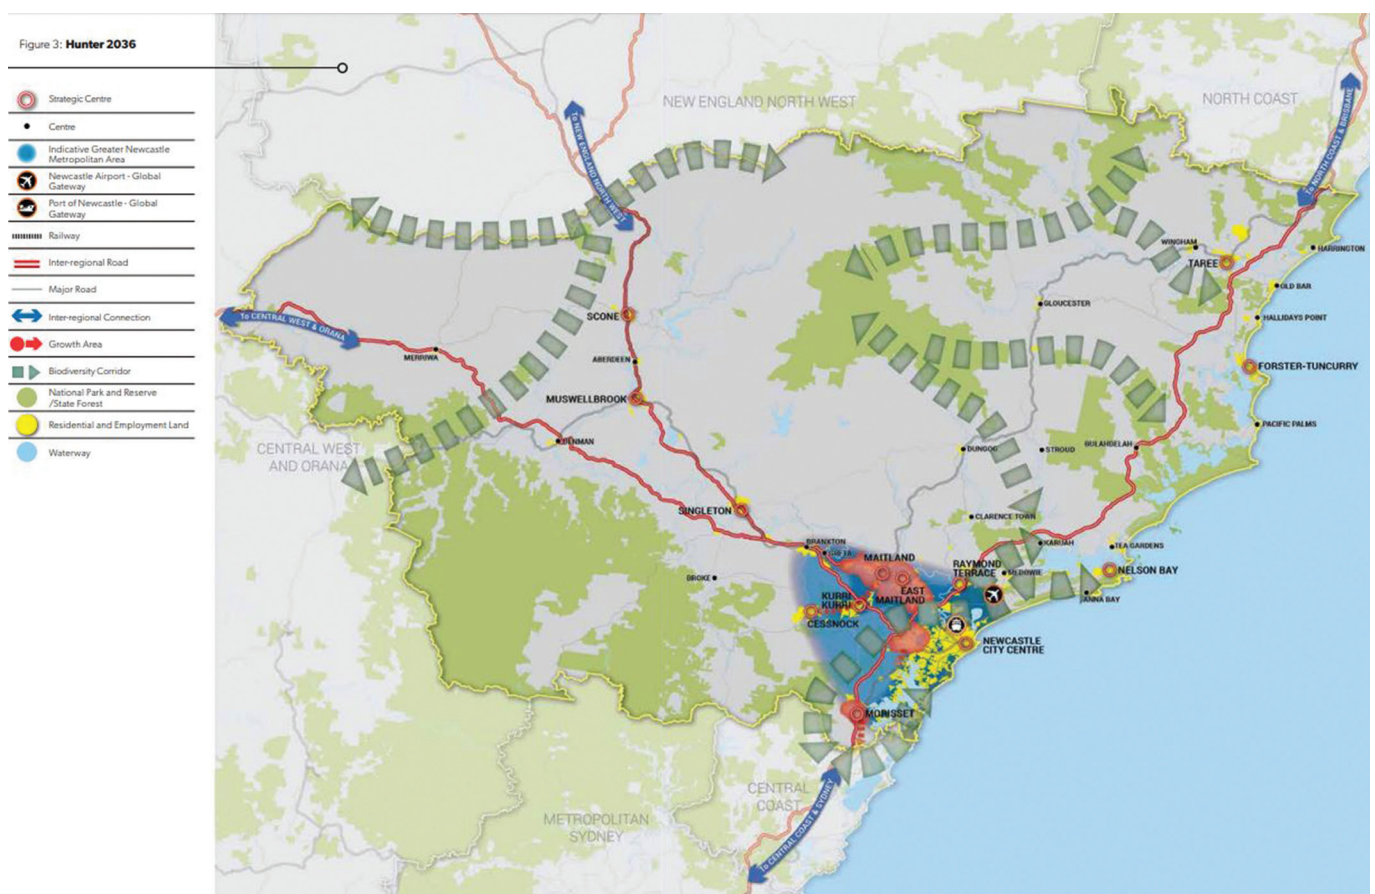 Figure 3: Hunter 2036
Strategic Centre
Centre
Indicative Greater Newcastle
Metropolitan Area
Newcastle Airport - Global
Gateway
Port of Newcastle - Global
Gateway
Railway
Inter-regional Road
Major Road
Inter-regional Connection
Growth Area
Biodiversity Corridor
National Park and Reserve
/State Forest
Residential and Employment Land
Waterway
NEW ENGLAND NORTH WEST
NORTH COAST
To NEW ENGLAND NORTH WEST
To NORTH COAST & BRISBANE
WINGHAM
HARRINGTON
TAREE
OLD BAR
GLOUCESTER
SCONE
To CENTRAL WEST & ORANA
HALLIDAYS POINT
MERRIWA
ABERDEEN
FORSTER-TUNCURRY
MUSWELLBROOK
PACIFIC PALMS
DENMAN
BULAHDELAH
CENTRAL WEST
AND ORANA
DUNGOG
STROUD
SINGLETON
CLARENCE TOWN
BRANXTON
GRETA
KARUAH
TEA GARDENS
MAITLAND
RAYMOND
TERRACE
MEDOWIE
NELSON BAY
BROKE
EAST
MAITLAND
KURRI
KURRI
ANNA BAY
CESSNOCK
NEWCASTLE
CITY CENTRE
MORISSET
CENTRAL
COAST
METROPOLITAN
SYDNEY
To CENTRAL COAST & SYDNEY